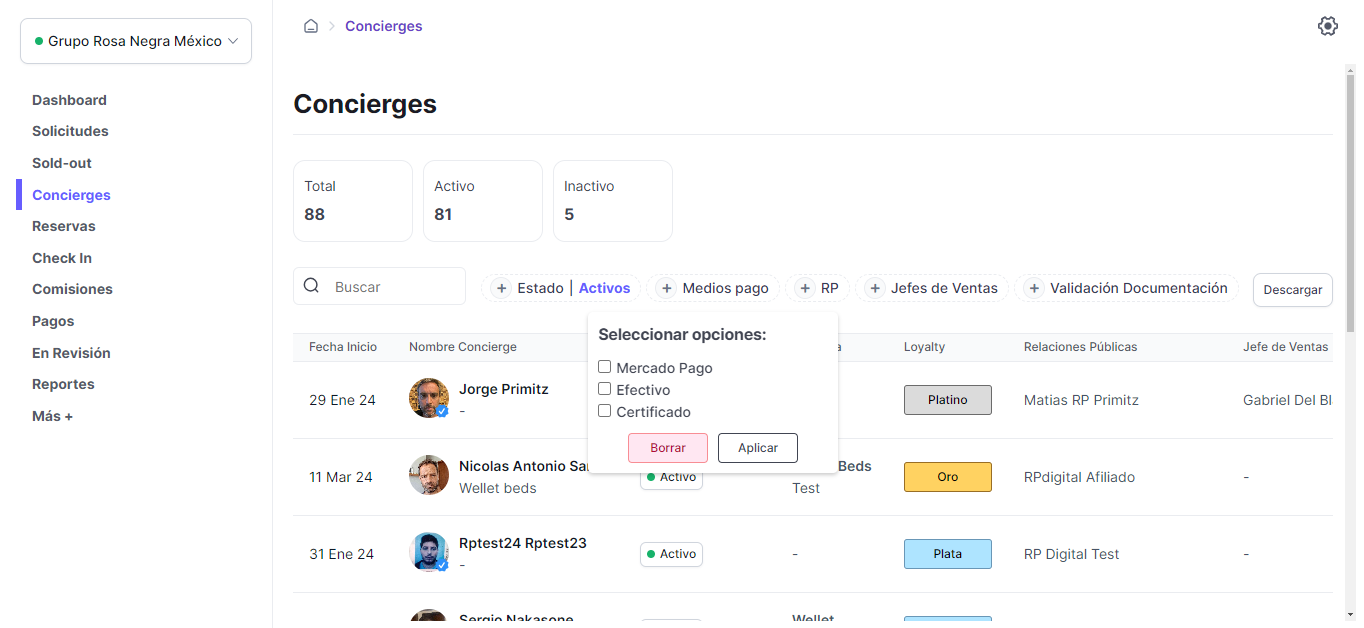 Grupo Rosa Negra México
Concierges
Dashboard
Solicitudes
Sold-out
Concierges
Reservas
Check In
Comisiones
Pagos
En Revisión
Reportes
Más +
Concierges
Total
88
Activo
81
Inactivo
5
Buscar
+ Estado | Activos
+ Medios pago
+ RP
+ Jefes de Ventas
+ Validación Documentación
Descargar
Seleccionar opciones:
Mercado Pago
Efectivo
Certificado
Borrar Aplicar
Fecha Inicio Nombre Concierge Loyalty Relaciones Públicas Jefe de Ventas
29 Ene 24 Jorge Primitz Platino Matias RP Primitz Gabriel Del
-
11 Mar 24 Nicolas Antonio Activo Beds Oro RPdigital Afiliado -
Wellet beds Test
31 Ene 24 Rptest24 Rptest23 Activo - Plata RP Digital Test -
-
Sergio Nakasone Wellet